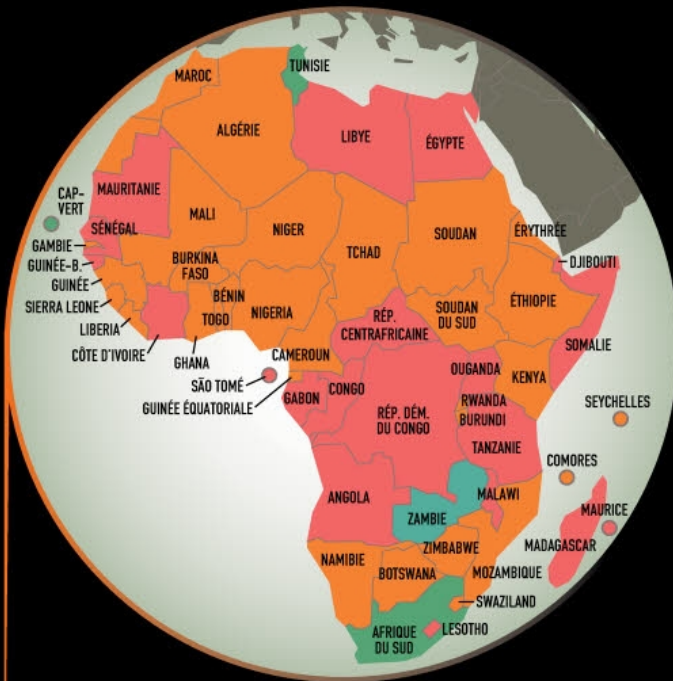 MAROC
TUNISIE
ALGÉRIE
LIBYE
ÉGYPTE
CAP-
VERT
MAURITANIE
MALI
NIGER
TCHAD
SOUDAN
ÉRYTHRÉE
SÉNÉGAL
GAMBIE
GUINÉE-B.
GUINÉE
SIERRA LEONE
LIBERIA
CÔTE D'IVOIRE
BURKINA
FASO
BÉNIN
TOGO
GHANA
NIGERIA
CAMEROUN
SÃO TOMÉ
GUINÉE ÉQUATORIALE
RÉP.
CENTRAFRICAINE
SOUDAN
DU SUD
DJIBOUTI
ÉTHIOPIE
SOMALIE
OUGANDA
KENYA
GABON
CONGO
RÉP. DÉM.
DU CONGO
RWANDA
BURUNDI
TANZANIE
SEYCHELLES
COMORES
ANGOLA
ZAMBIE
MALAWI
MAURICE
MADAGASCAR
NAMIBIE
ZIMBABWE
BOTSWANA
MOZAMBIQUE
SWAZILAND
AFRIQUE
DU SUD
LESOTHO